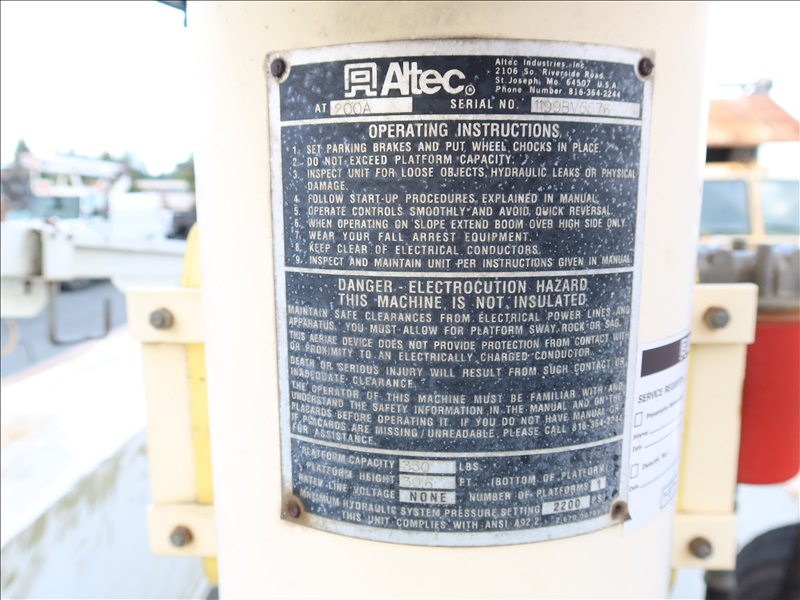 Altec®
Altec Industries, Inc.
2106 So. Riverside Road
St. Joseph, Mo. 64507 U.S.A.
Phone Number 816-364-2244
AT 200A SERIAL NO. 1199BV5576
OPERATING INSTRUCTIONS
1. SET PARKING BRAKES AND PUT WHEEL CHOCKS IN PLACE.
2. DO NOT EXCEED PLATFORM CAPACITY.
3. INSPECT UNIT FOR LOOSE OBJECTS, HYDRAULIC LEAKS OR PHYSICAL
DAMAGE.
4. FOLLOW START-UP PROCEDURES, EXPLAINED IN MANUAL.
5. OPERATE CONTROLS SMOOTHLY AND AVOID QUICK REVERSAL.
6. WHEN OPERATING ON SLOPE EXTEND BOOM OVER HIGH SIDE ONLY.
7. WEAR YOUR FALL ARREST EQUIPMENT.
8. KEEP CLEAR OF ELECTRICAL CONDUCTORS.
9. INSPECT AND MAINTAIN UNIT PER INSTRUCTIONS GIVEN IN MANUAL.
DANGER - ELECTROCUTION HAZARD
THIS MACHINE IS NOT INSULATED
MAINTAIN SAFE CLEARANCES FROM ELECTRICAL POWER LINES AND
APPARATUS. YOU MUST ALLOW FOR PLATFORM SWAY, ROCK OR SAG.
THIS AERIAL DEVICE DOES NOT PROVIDE PROTECTION FROM CONTACT WITH
OR PROXIMITY TO AN ELECTRICALLY CHARGED CONDUCTOR.
DEATH OR SERIOUS INJURY WILL RESULT FROM SUCH CONTACT OR
INADEQUATE CLEARANCE.
THE OPERATOR OF THIS MACHINE MUST BE FAMILIAR WITH AND
UNDERSTAND THE SAFETY INFORMATION IN THE MANUAL AND ON THE
PLACARDS BEFORE OPERATING IT. IF YOU DO NOT HAVE MANUAL OR
IF PLACARDS ARE MISSING/UNREADABLE, PLEASE CALL 816-364-2244
FOR ASSISTANCE.
PLATFORM CAPACITY 350 LBS.
PLATFORM HEIGHT FT (BOTTOM OF PLATFORM)
RATED LINE VOLTAGE NONE NUMBER OF PLATFORMS 1
MAXIMUM HYDRAULIC SYSTEM PRESSURE SETTING 2200 PSI
THIS UNIT COMPLIES WITH ANSI A92.2
SERVICE